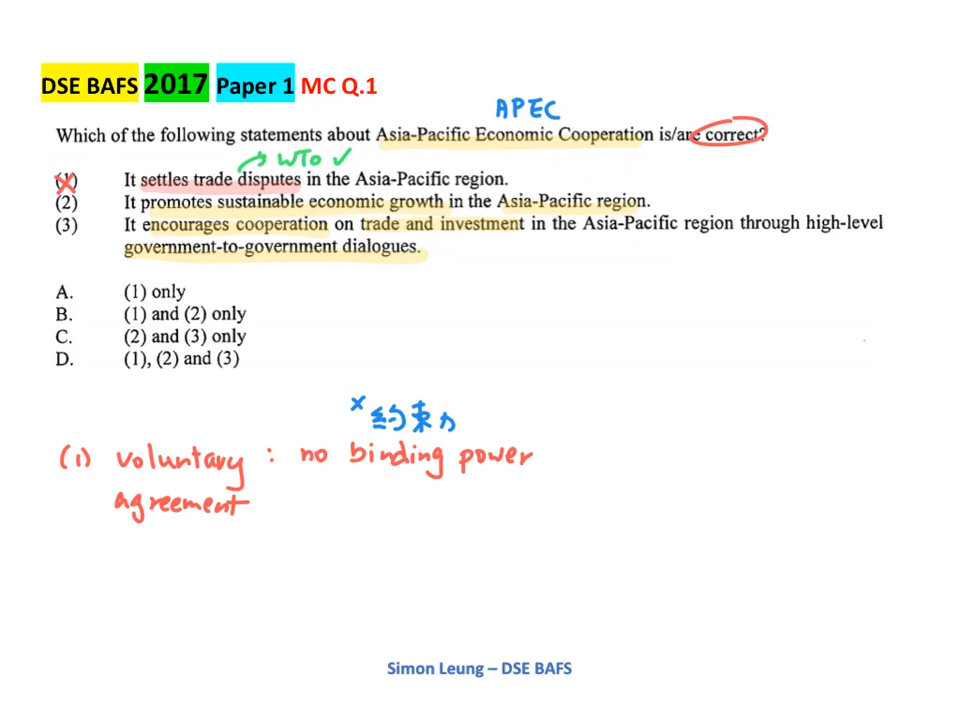 DSE BAFS 2017 Paper 1 MC Q.1
APEC
Which of the following statements about Asia-Pacific Economic Cooperation is/are correct?
WTO ✓
(1) It settles trade disputes in the Asia-Pacific region.
(2) It promotes sustainable economic growth in the Asia-Pacific region.
(3) It encourages cooperation on trade and investment in the Asia-Pacific region through high-level
government-to-government dialogues.
A. (1) only
B. (1) and (2) only
C. (2) and (3) only
D. (1), (2) and (3)
x 約束力
(1) voluntary : no binding power
agreement
Simon Leung – DSE BAFS